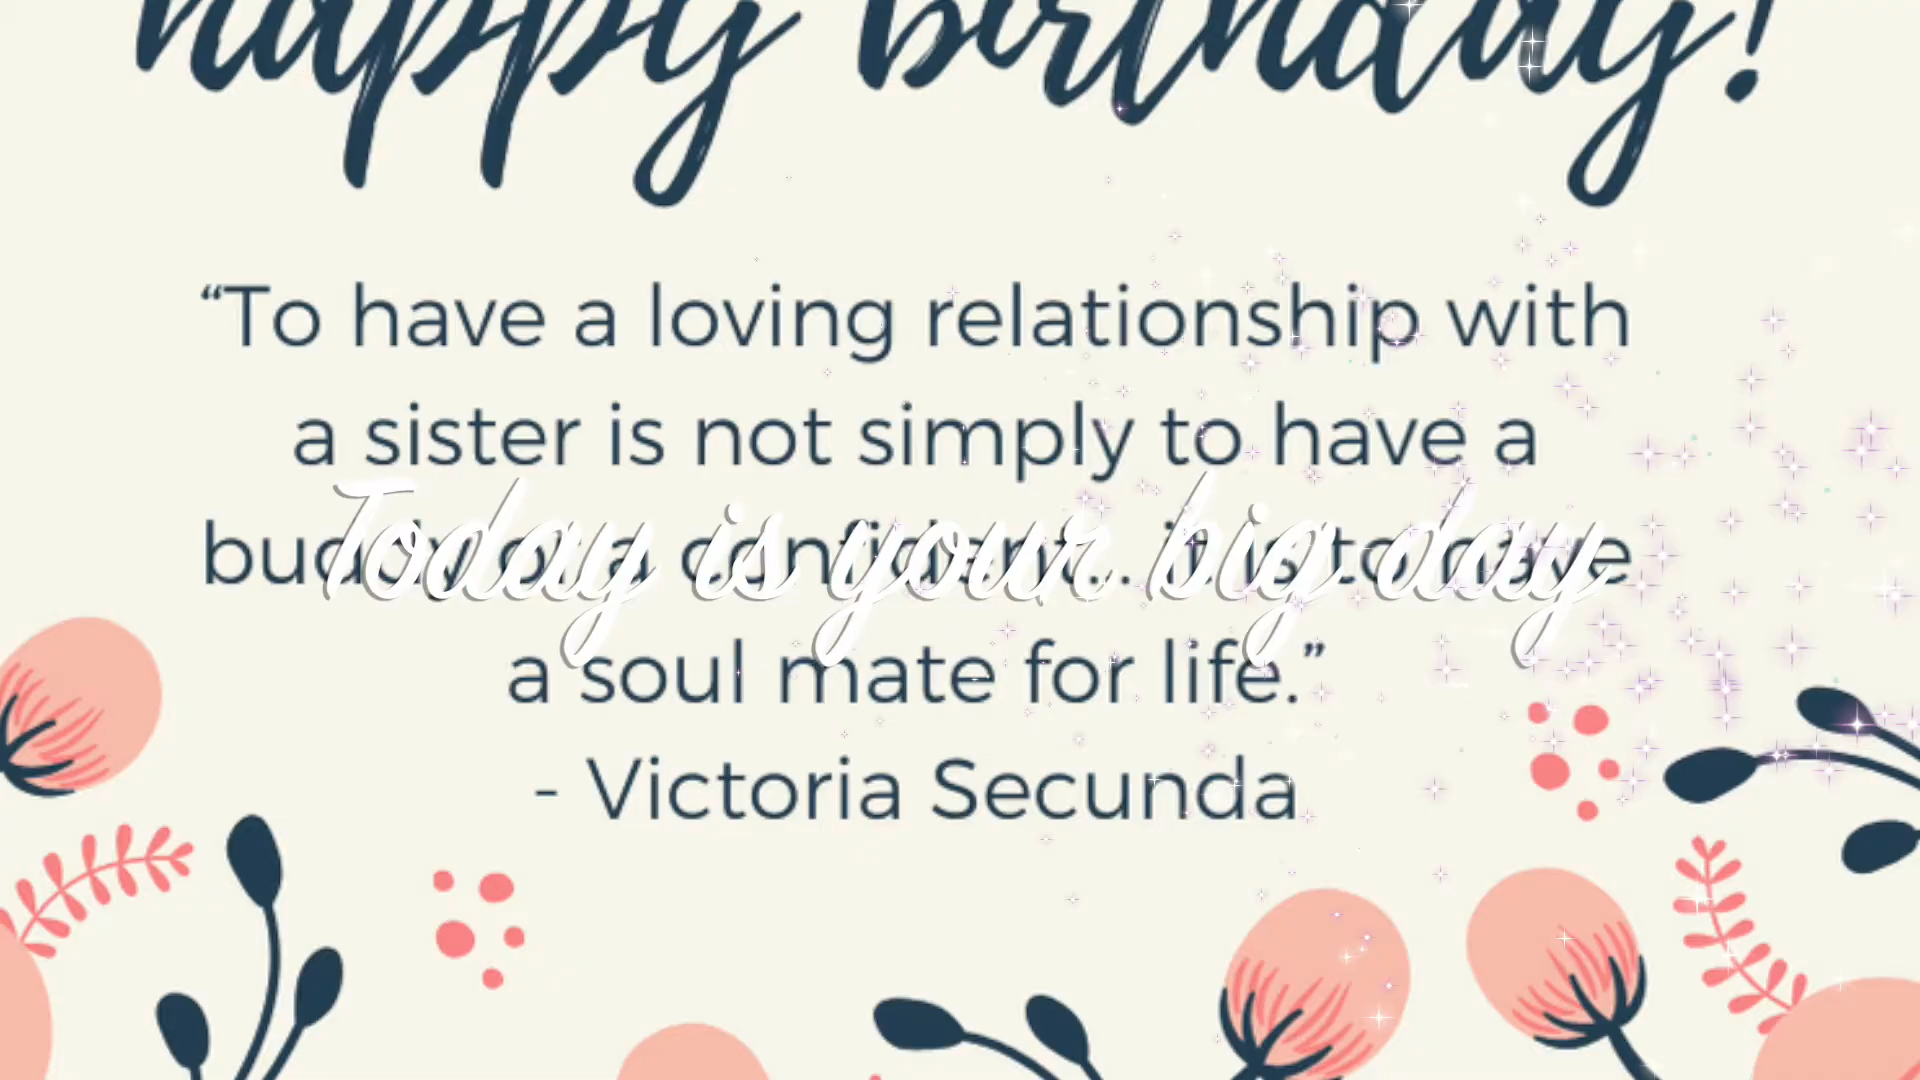 happy birthday!
“To have a loving relationship with
a sister is not simply to have a
buddy or a confidant... it is to have
Today is your big day
a soul mate for life.”
- Victoria Secunda